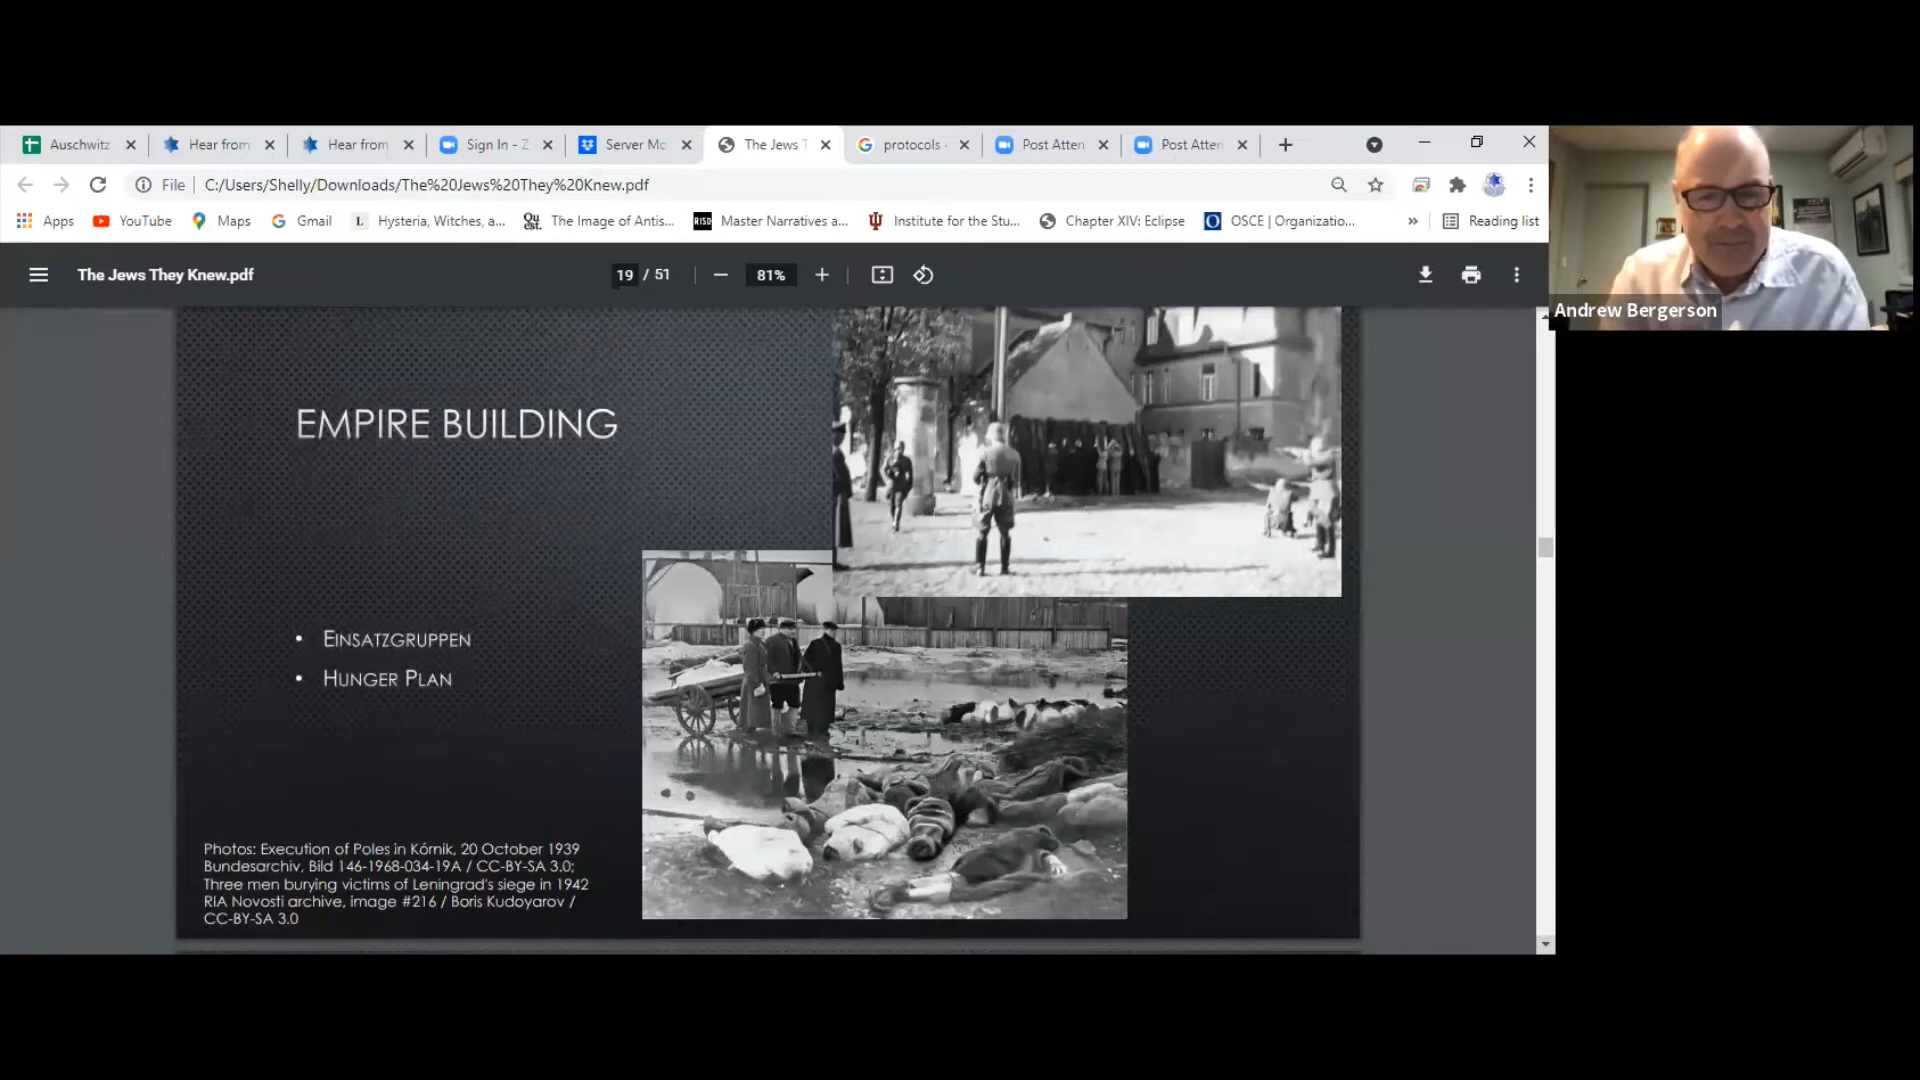 Auschwitz
Hear from
Hear from
Sign In - Z
Server Mc
The Jews T
protocols -
Post Atten
Post Atten
File
C:/Users/Shelly/Downloads/The%20Jews%20They%20Knew.pdf
Apps
YouTube
Maps
Gmail
L Hysteria, Witches, a...
Qu est. The Image of Antis...
RISD Master Narratives a...
Institute for the Stu...
Chapter XIV: Eclipse
OSCE | Organizatio...
»
Reading list
The Jews They Knew.pdf
19 / 51
81%
Andrew Bergerson
EMPIRE BUILDING
• EINSATZGRUPPEN
• HUNGER PLAN
Photos: Execution of Poles in Kórnik, 20 October 1939
Bundesarchiv, Bild 146-1968-034-19A / CC-BY-SA 3.0;
Three men burying victims of Leningrad's siege in 1942
RIA Novosti archive, image #216 / Boris Kudoyarov /
CC-BY-SA 3.0